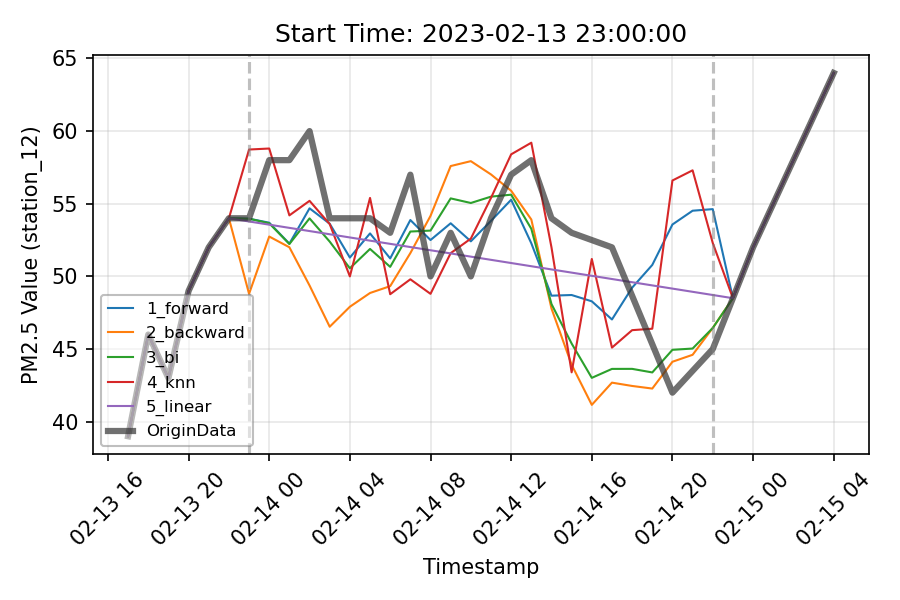 Start Time: 2023-02-13 23:00:00
PM2.5 Value (station_12)
65
60
55
50
45
40
1_forward
2_backward
3_bi
4_knn
5_linear
OriginData
02-13 16
02-13 20
02-14 00
02-14 04
02-14 08
02-14 12
02-14 16
02-14 20
02-15 00
02-15 04
Timestamp